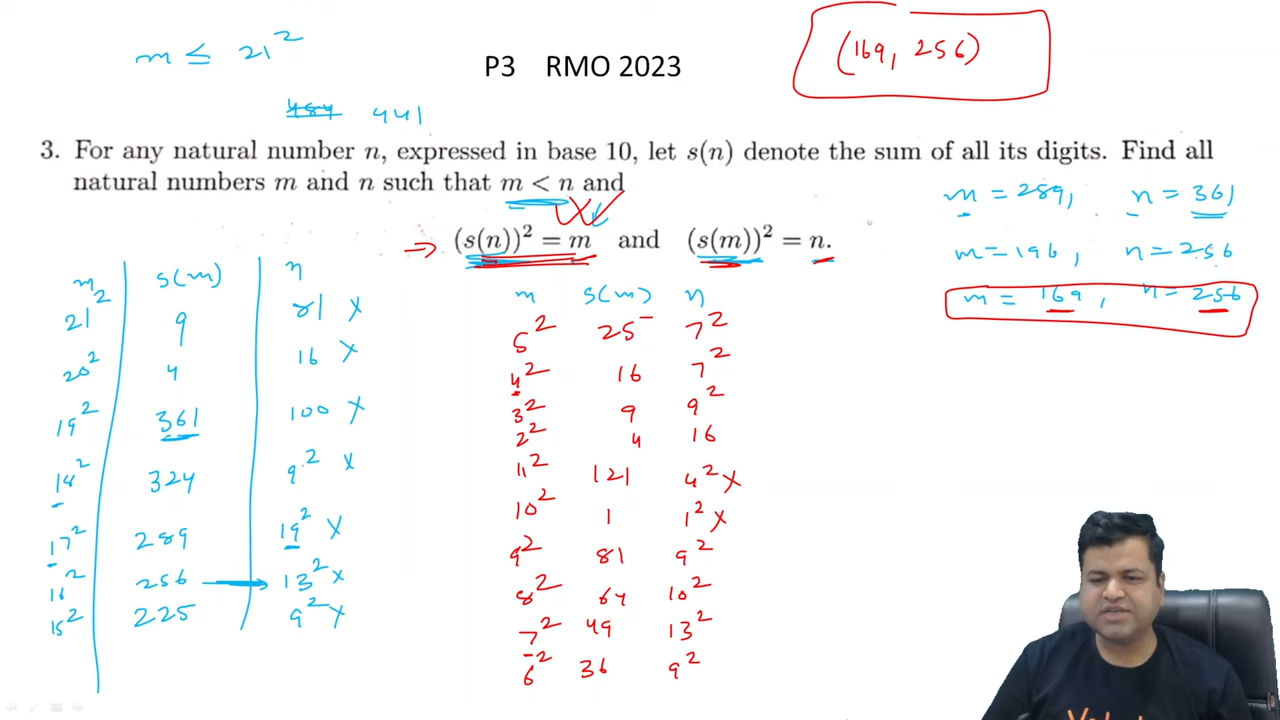 m ≤ 21²
P3 RMO 2023
(169, 256)
484 441
3. For any natural number n, expressed in base 10, let s(n) denote the sum of all its digits. Find all
natural numbers m and n such that m < n and
(s(n))² = m and (s(m))² = n.
m = 289, n = 361
m = 196, n = 256
m = 169, n = 256
m s(m) n
21² 9 81 X
20² 4 16 X
19² 361 100 X
18² 324 9² X
17² 289 19² X
16² 256 → 13² X
15² 225 9² X
m s(m) n
5² 25 7²
4² 16 7²
3² 9 9²
2² 4 16
11² 121 4² X
10² 1 1² X
9² 81 9²
8² 64 10²
7² 49 13²
6² 36 9²